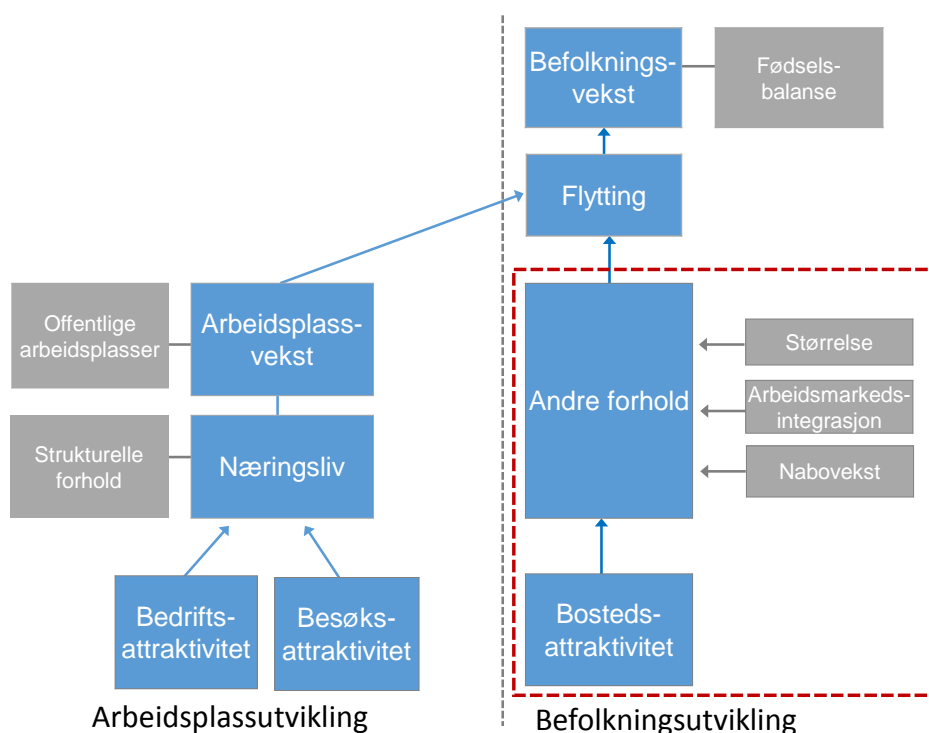 Befolknings-
vekst
Fødsels-
balanse
Flytting
Offentlige
arbeidsplasser
Arbeidsplass-
vekst
Strukturelle
forhold
Næringsliv
Bedrifts-
attraktivitet
Besøks-
attraktivitet
Andre forhold
Størrelse
Arbeidsmarkeds-
integrasjon
Nabovekst
Bosteds-
attraktivitet
Arbeidsplassutvikling
Befolkningsutvikling